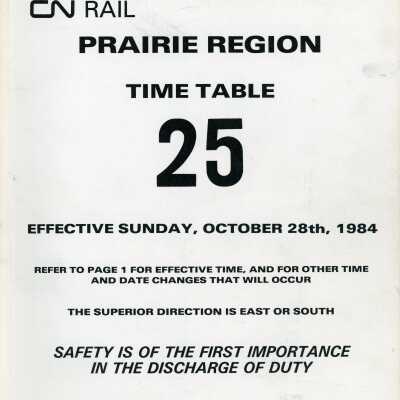 CN RAIL
PRAIRIE REGION
TIME TABLE
25
EFFECTIVE SUNDAY, OCTOBER 28th, 1984
REFER TO PAGE 1 FOR EFFECTIVE TIME, AND FOR OTHER TIME
AND DATE CHANGES THAT WILL OCCUR
THE SUPERIOR DIRECTION IS EAST OR SOUTH
SAFETY IS OF THE FIRST IMPORTANCE
IN THE DISCHARGE OF DUTY